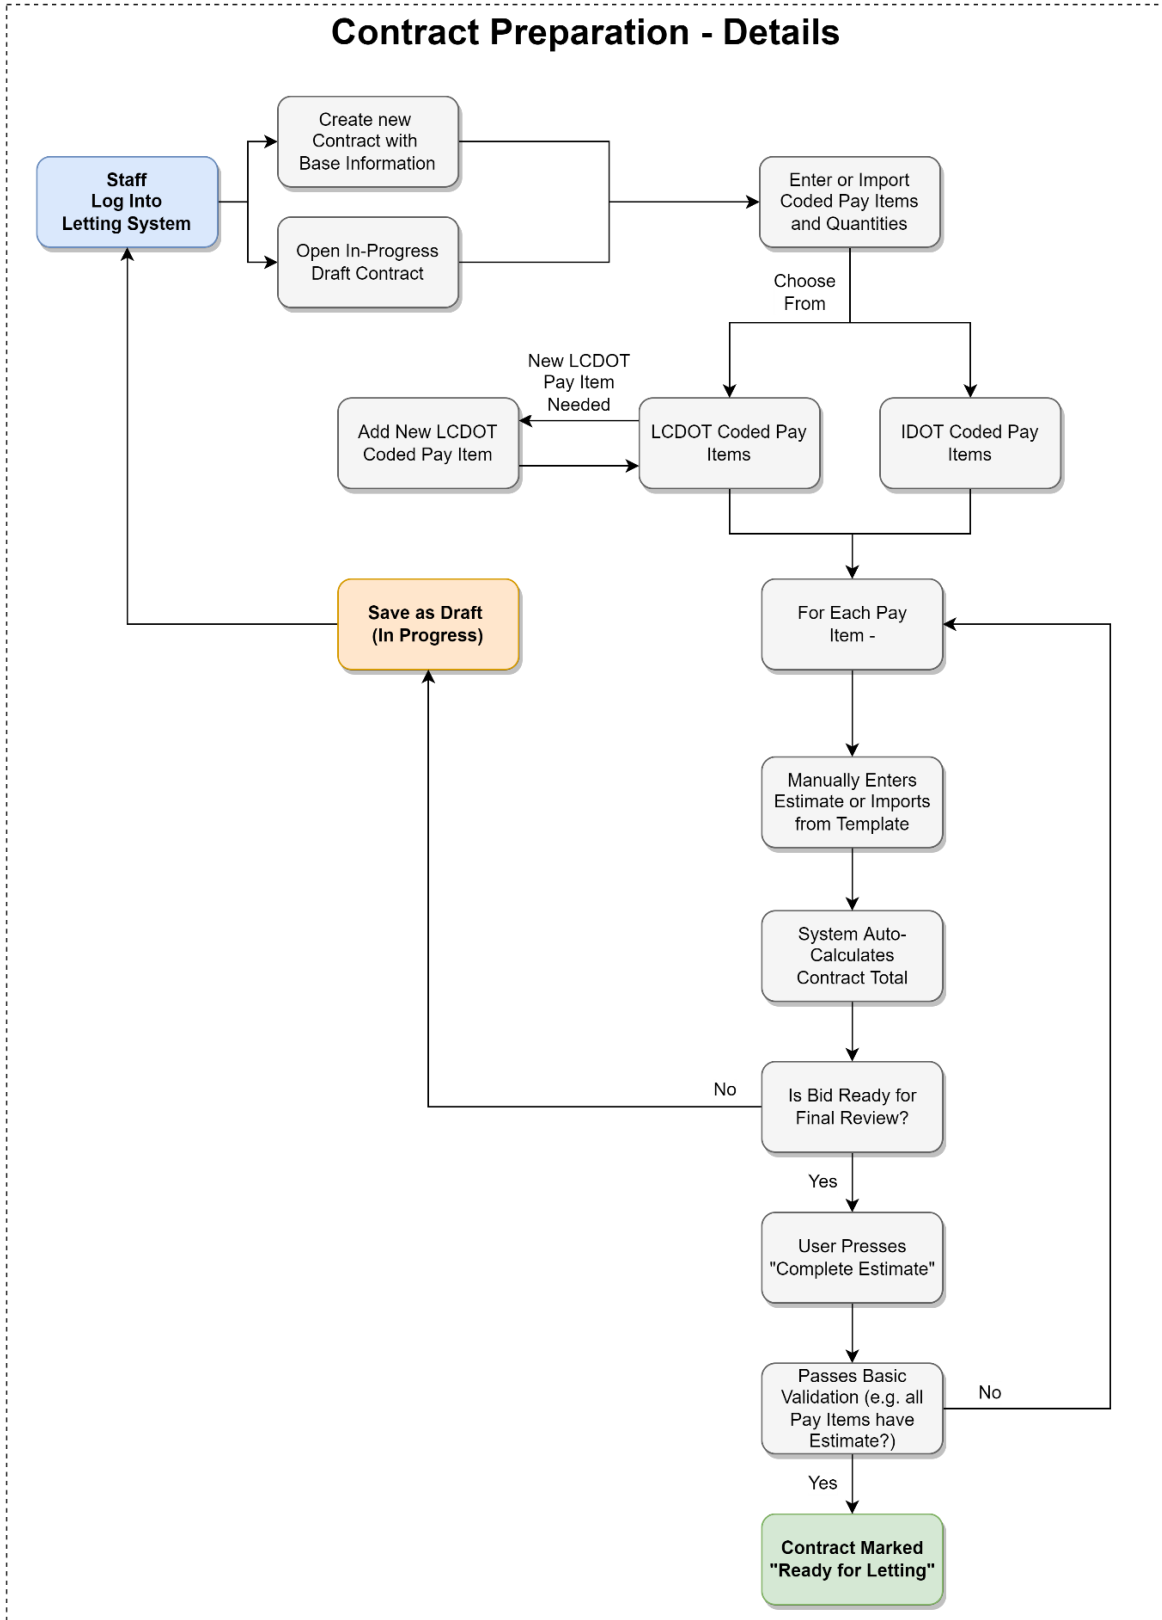 Contract Preparation - Details
Create new
Contract with
Base Information
Staff
Log Into
Letting System
Enter or Import
Coded Pay Items
and Quantities
Open In-Progress
Draft Contract
Choose
From
New LCDOT
Pay Item
Needed
Add New LCDOT
Coded Pay Item
LCDOT Coded Pay
Items
IDOT Coded Pay
Items
Save as Draft
(In Progress)
For Each Pay
Item -
Manually Enters
Estimate or Imports
from Template
System Auto-
Calculates
Contract Total
No
Is Bid Ready for
Final Review?
Yes
User Presses
"Complete Estimate"
Passes Basic
Validation (e.g. all
Pay Items have
Estimate?)
No
Yes
Contract Marked
"Ready for Letting"